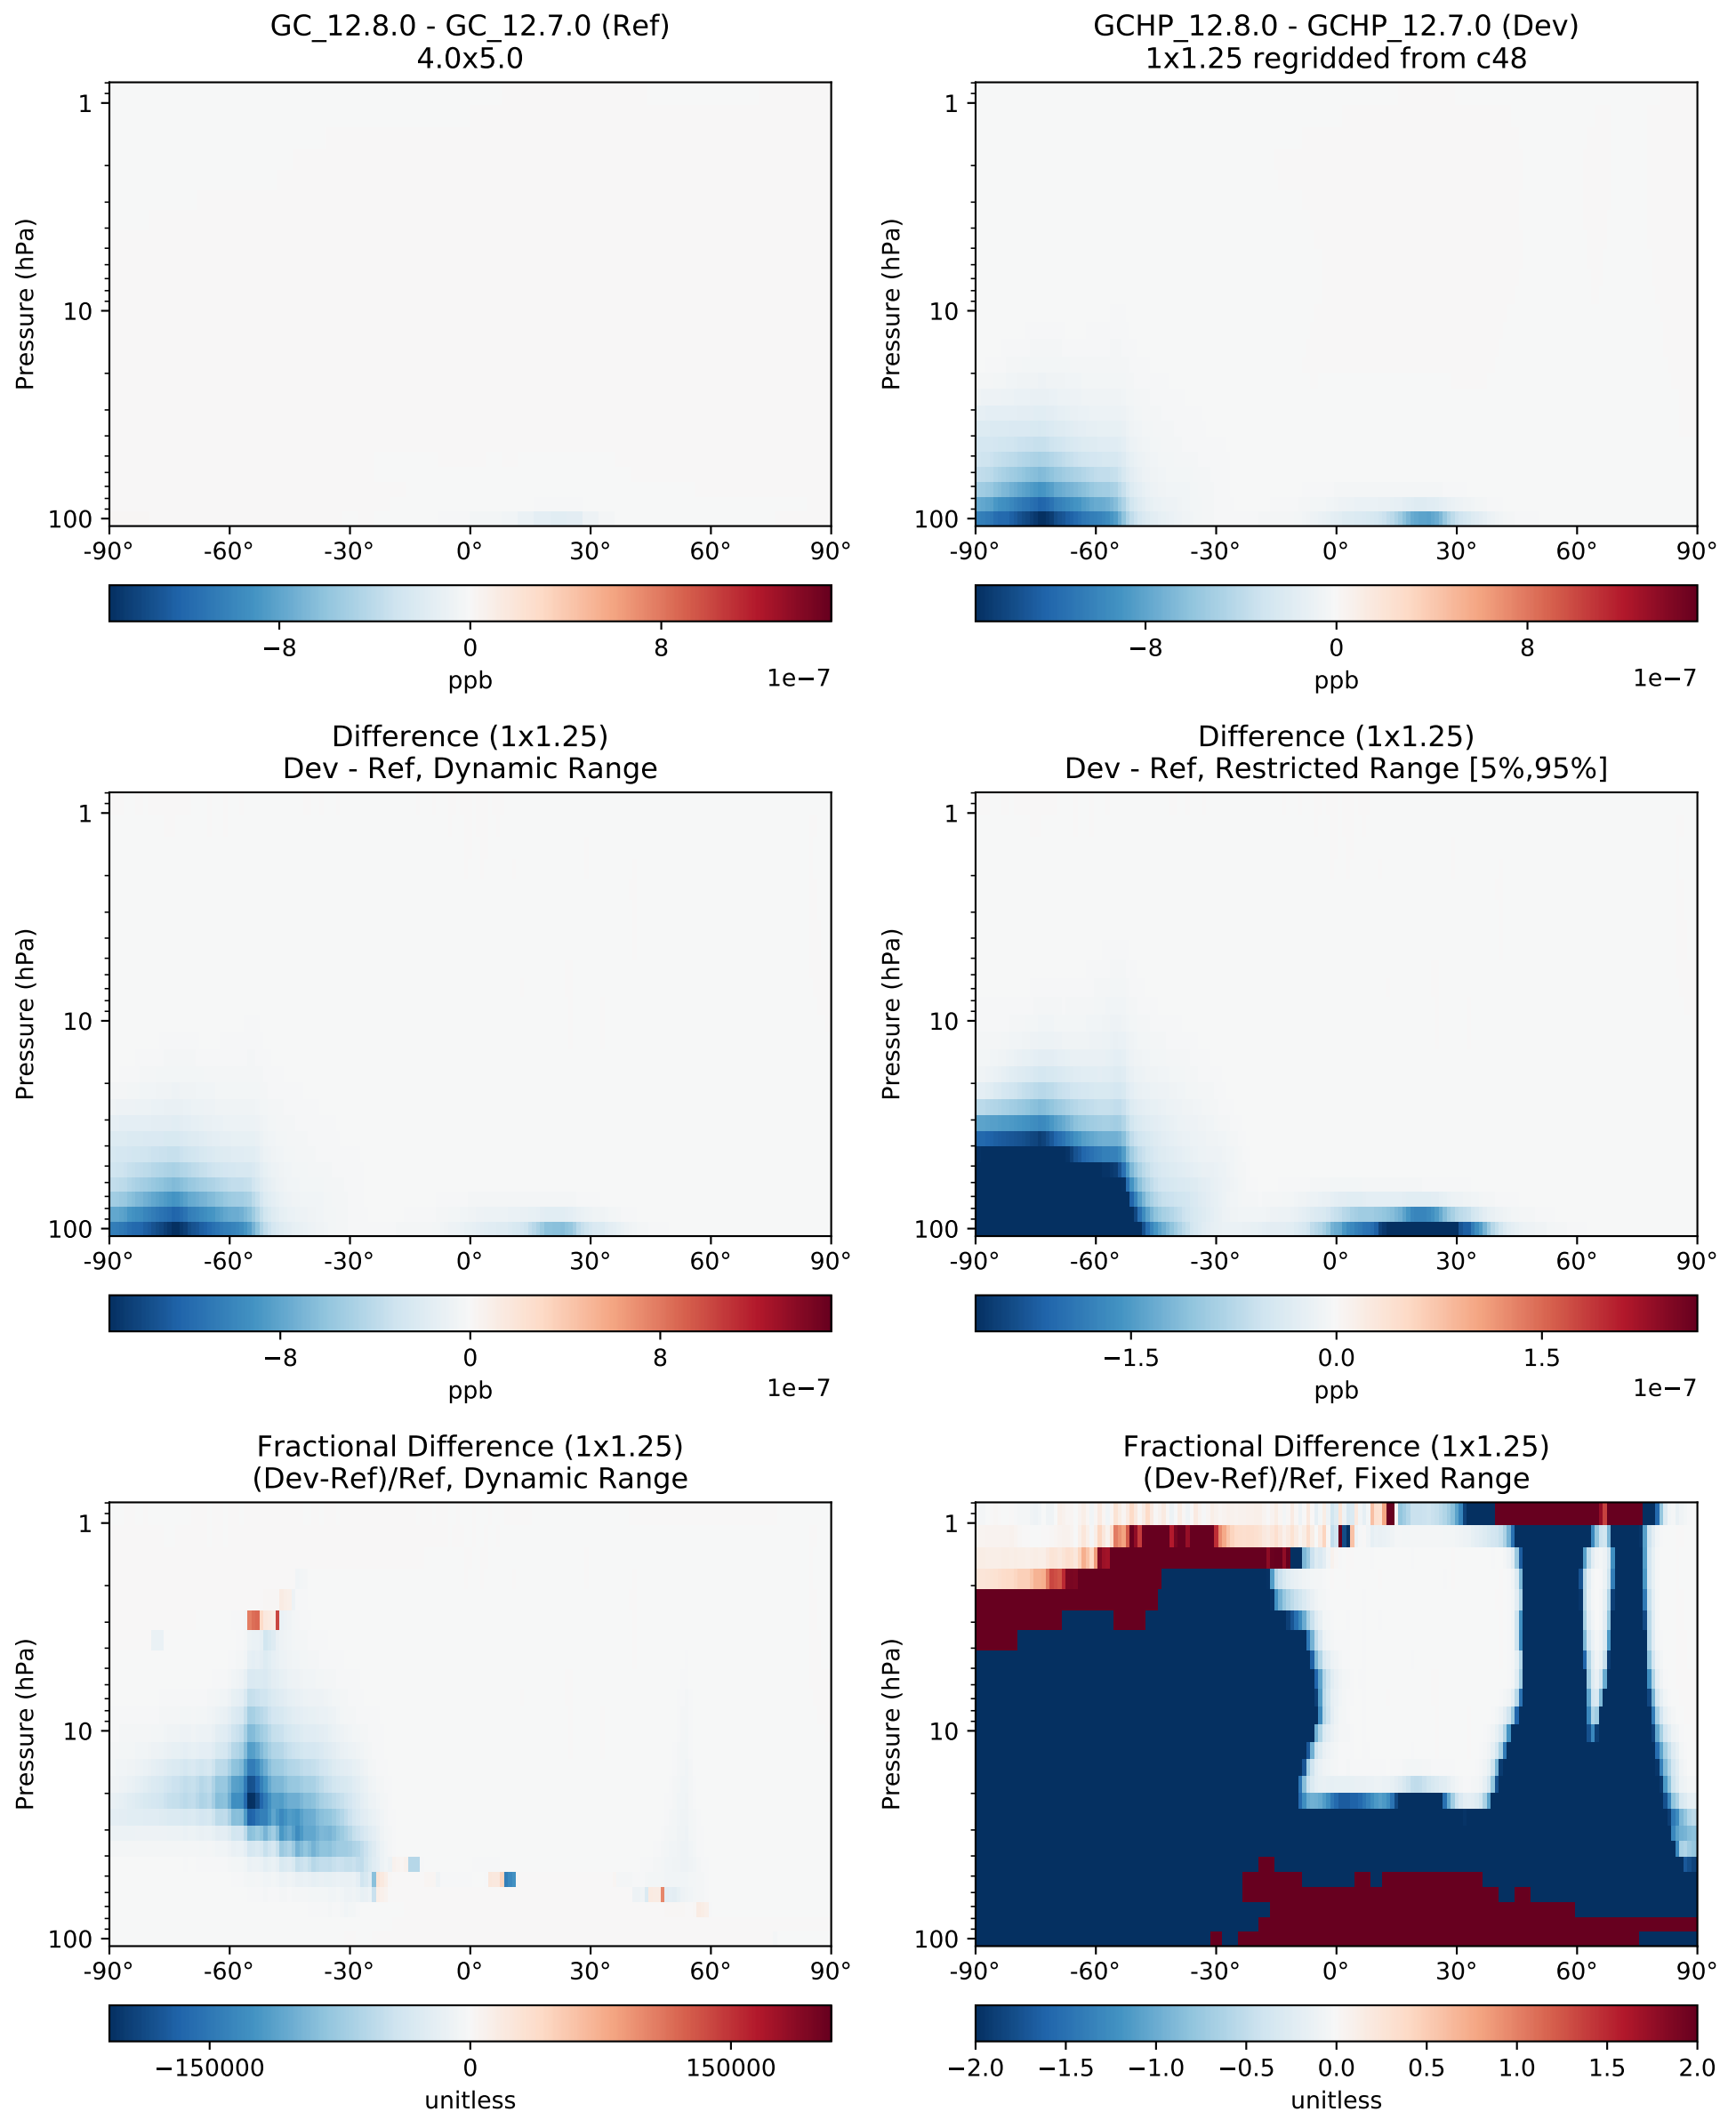 GC_12.8.0 - GC_12.7.0 (Ref)
4.0x5.0
GCHP_12.8.0 - GCHP_12.7.0 (Dev)
1x1.25 regridded from c48
Pressure (hPa)
1
10
100
-90° -60° -30° 0° 30° 60° 90°
−8 0 8
ppb
1e−7
Pressure (hPa)
1
10
100
-90° -60° -30° 0° 30° 60° 90°
−8 0 8
ppb
1e−7
Difference (1x1.25)
Dev - Ref, Dynamic Range
Difference (1x1.25)
Dev - Ref, Restricted Range [5%,95%]
Pressure (hPa)
1
10
100
-90° -60° -30° 0° 30° 60° 90°
−8 0 8
ppb
1e−7
Pressure (hPa)
1
10
100
-90° -60° -30° 0° 30° 60° 90°
−1.5 0.0 1.5
ppb
1e−7
Fractional Difference (1x1.25)
(Dev-Ref)/Ref, Dynamic Range
Fractional Difference (1x1.25)
(Dev-Ref)/Ref, Fixed Range
Pressure (hPa)
1
10
100
-90° -60° -30° 0° 30° 60° 90°
−150000 0 150000
unitless
Pressure (hPa)
1
10
100
-90° -60° -30° 0° 30° 60° 90°
−2.0 −1.5 −1.0 −0.5 0.0 0.5 1.0 1.5 2.0
unitless